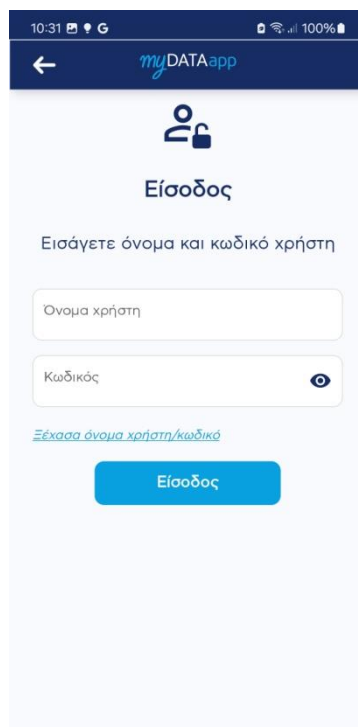 10:31 G 100%
myDATAapp
Είσοδος
Εισάγετε όνομα και κωδικό χρήστη
Όνομα χρήστη
Κωδικός
Ξέχασα όνομα χρήστη/κωδικό
Είσοδος